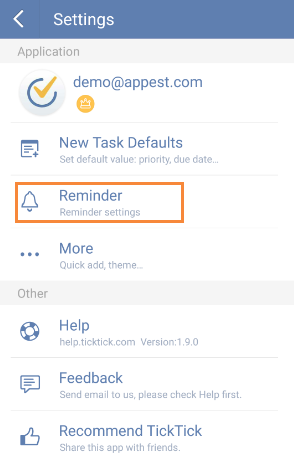 Settings
Application
demo@appest.com
New Task Defaults
Set default value: priority, due date...
Reminder
Reminder settings
More
Quick add, theme...
Other
Help
help.ticktick.com Version:1.9.0
Feedback
Send email to us, please check Help first.
Recommend TickTick
Share this app with friends.